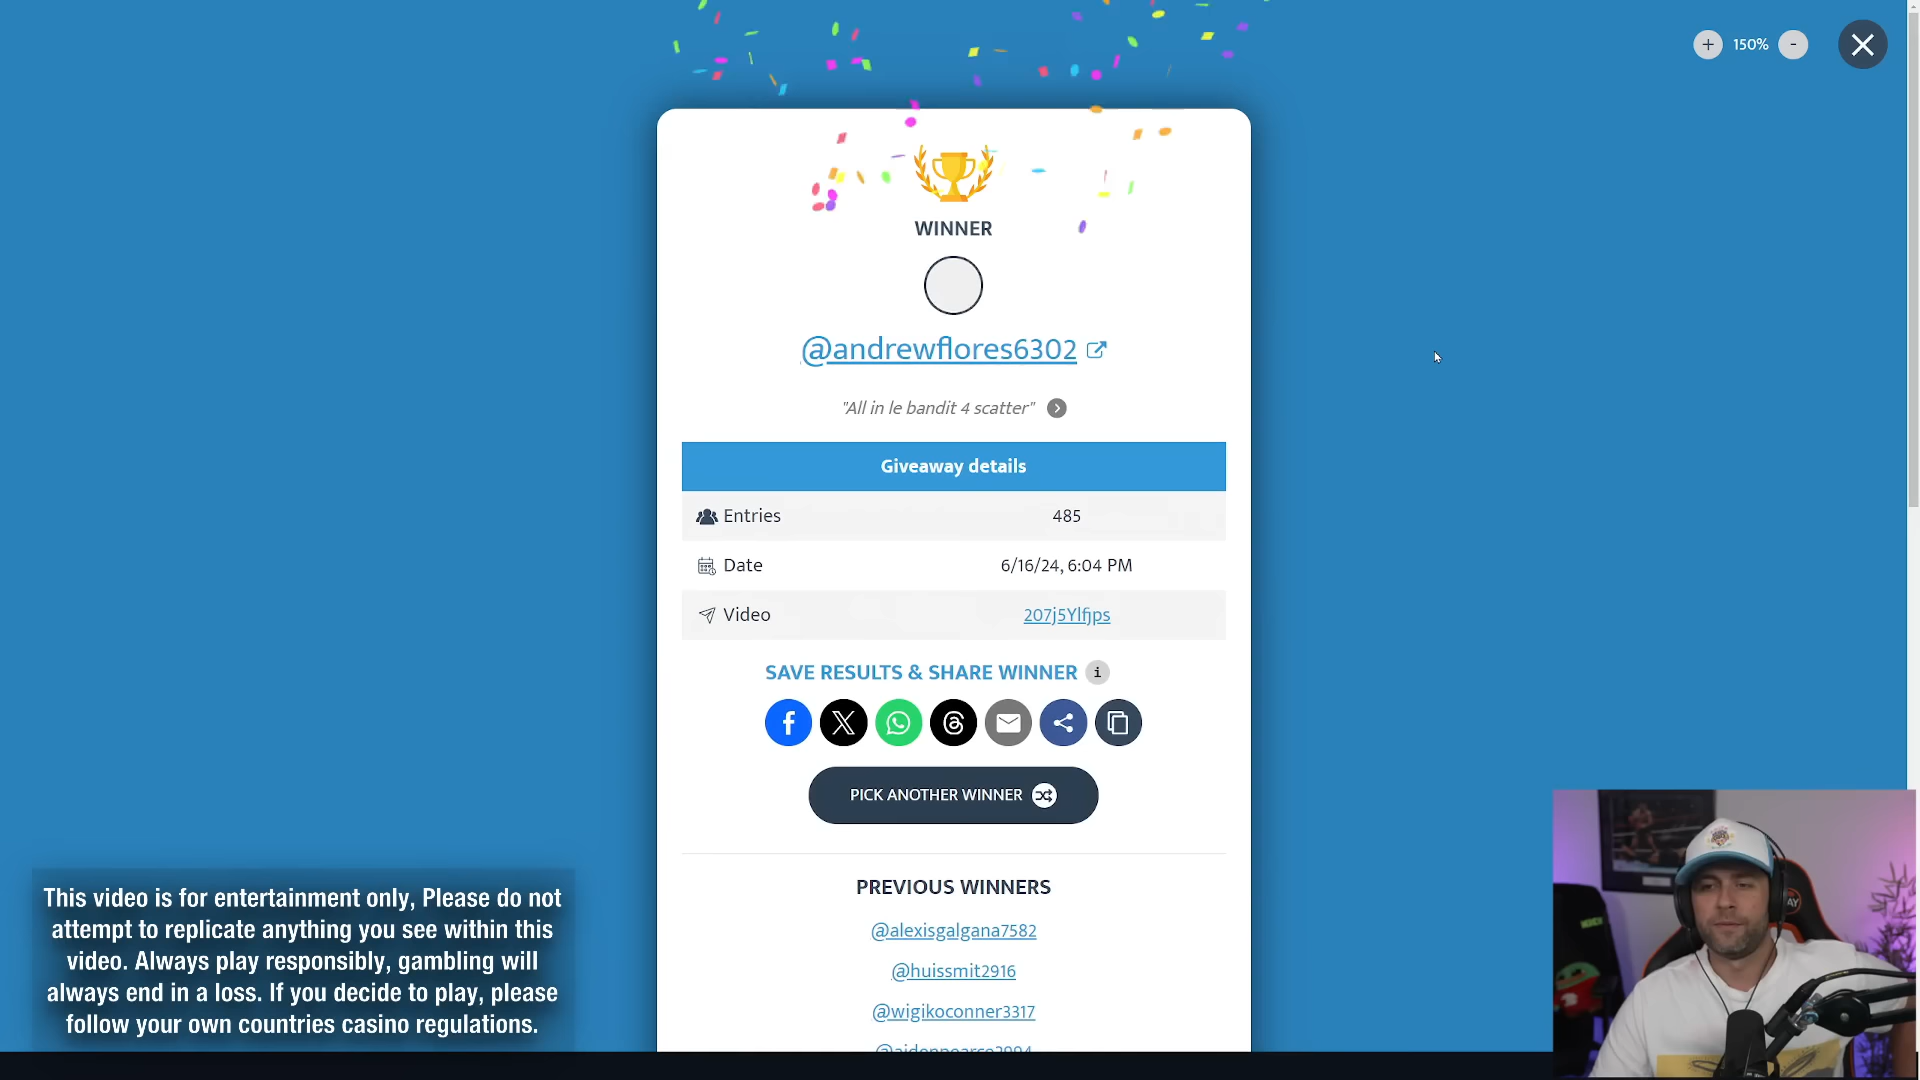 + 150% -
WINNER
@andrewflores6302
"All in le bandit 4 scatter"
Giveaway details
Entries 485
Date 6/16/24, 6:04 PM
Video 207j5Ylfjps
SAVE RESULTS & SHARE WINNER i
PICK ANOTHER WINNER
PREVIOUS WINNERS
@alexisgalgana7582
@huissmit2916
@wigikoconner3317
This video is for entertainment only, Please do not
attempt to replicate anything you see within this
video. Always play responsibly, gambling will
always end in a loss. If you decide to play, please
follow your own countries casino regulations.